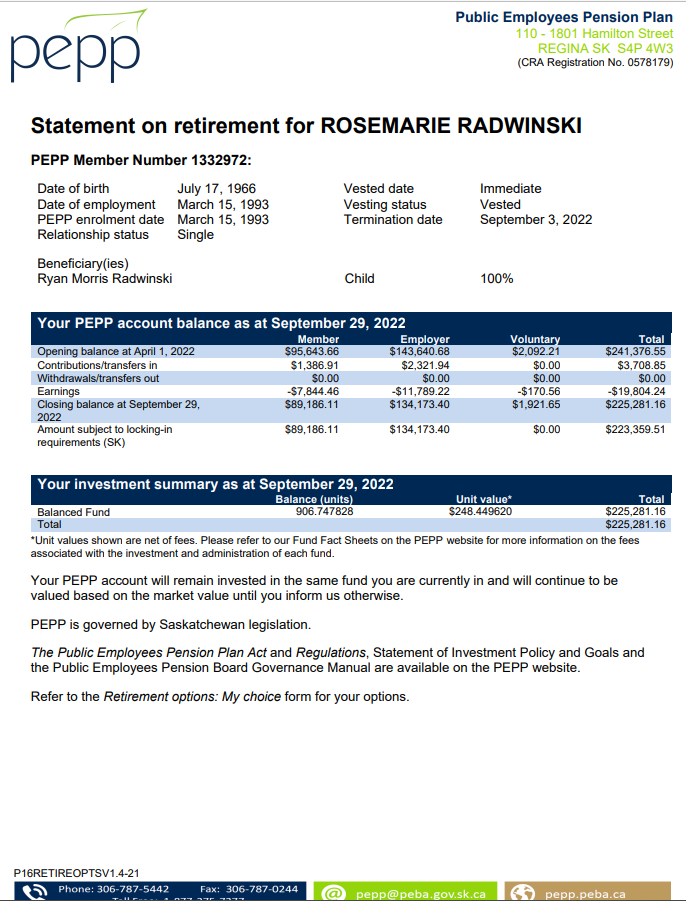 pepp
Public Employees Pension Plan
110 - 1801 Hamilton Street
REGINA SK S4P 4W3
(CRA Registration No. 0578179)
Statement on retirement for ROSEMARIE RADWINSKI
PEPP Member Number 1332972:
Date of birth July 17, 1966 Vested date Immediate
Date of employment March 15, 1993 Vesting status Vested
PEPP enrolment date March 15, 1993 Termination date September 3, 2022
Relationship status Single
Beneficiary(ies)
Ryan Morris Radwinski Child 100%
Your PEPP account balance as at September 29, 2022
Member Employer Voluntary Total
Opening balance at April 1, 2022 $95,643.66 $143,640.68 $2,092.21 $241,376.55
Contributions/transfers in $1,386.91 $2,321.94 $0.00 $3,708.85
Withdrawals/transfers out $0.00 $0.00 $0.00 $0.00
Earnings -$7,844.46 -$11,789.22 -$170.56 -$19,804.24
Closing balance at September 29, $89,186.11 $134,173.40 $1,921.65 $225,281.16
2022
Amount subject to locking-in $89,186.11 $134,173.40 $0.00 $223,359.51
requirements (SK)
Your investment summary as at September 29, 2022
Balance (units) Unit value* Total
Balanced Fund 906.747828 $248.449620 $225,281.16
Total $225,281.16
*Unit values shown are net of fees. Please refer to our Fund Fact Sheets on the PEPP website for more information on the fees
associated with the investment and administration of each fund.
Your PEPP account will remain invested in the same fund you are currently in and will continue to be
valued based on the market value until you inform us otherwise.
PEPP is governed by Saskatchewan legislation.
The Public Employees Pension Plan Act and Regulations, Statement of Investment Policy and Goals and
the Public Employees Pension Board Governance Manual are available on the PEPP website.
Refer to the Retirement options: My choice form for your options.
P16RETIREOPTSV1.4-21
Phone: 306-787-5442 Fax: 306-787-0244 pepp@peba.gov.sk.ca pepp.peba.ca